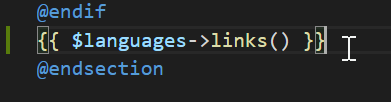 @endif
{{ $languages->links() }}
@endsection